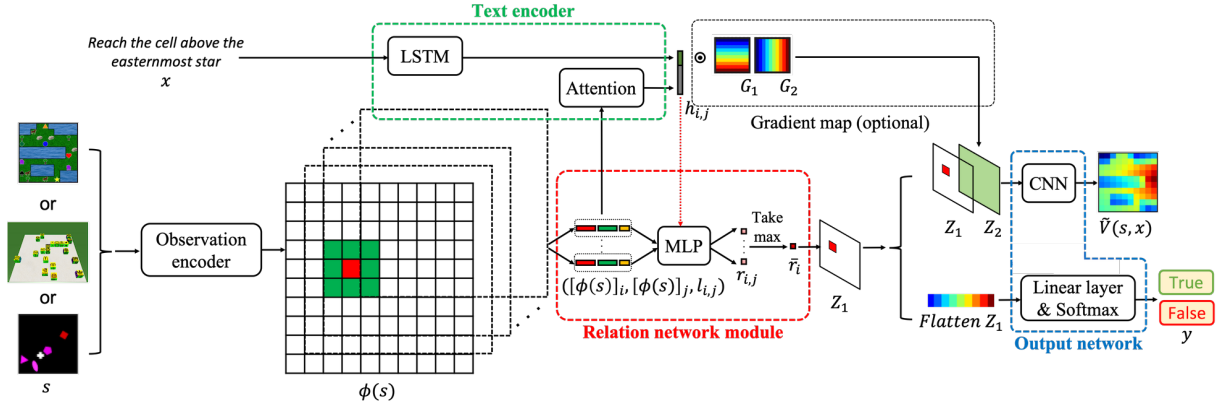 Text encoder
Reach the cell above the
easternmost star
x
LSTM
Attention
h_{i,j}
⊙
G_1
G_2
Gradient map (optional)
or
or
s
Observation
encoder
ϕ(s)
([ϕ(s)]_i, [ϕ(s)]_j, l_{i,j})
MLP
Take
max
r_{i,j}
r̄_i
Relation network module
Z_1
Z_1
Z_2
CNN
Ṽ(s, x)
Flatten Z_1
Linear layer
& Softmax
Output network
True
False
y